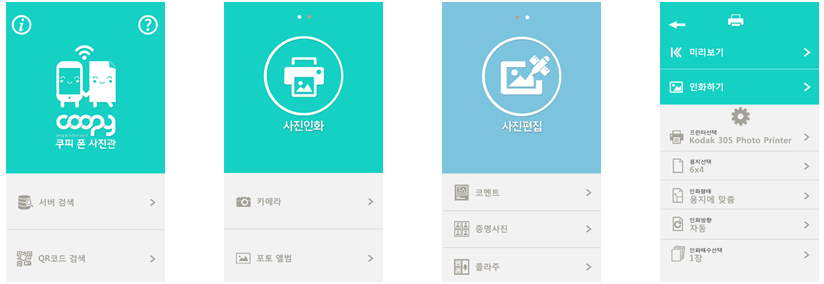 coopy
쿠피 폰 사진관
서버 검색
QR코드 검색
사진인화
카메라
포토 앨범
사진편집
코멘트
증명사진
콜라주
미리보기
인화하기
프린터선택
Kodak 305 Photo Printer
용지선택
6x4
인화형태
용지에 맞춤
인화방향
자동
인화매수선택
1장